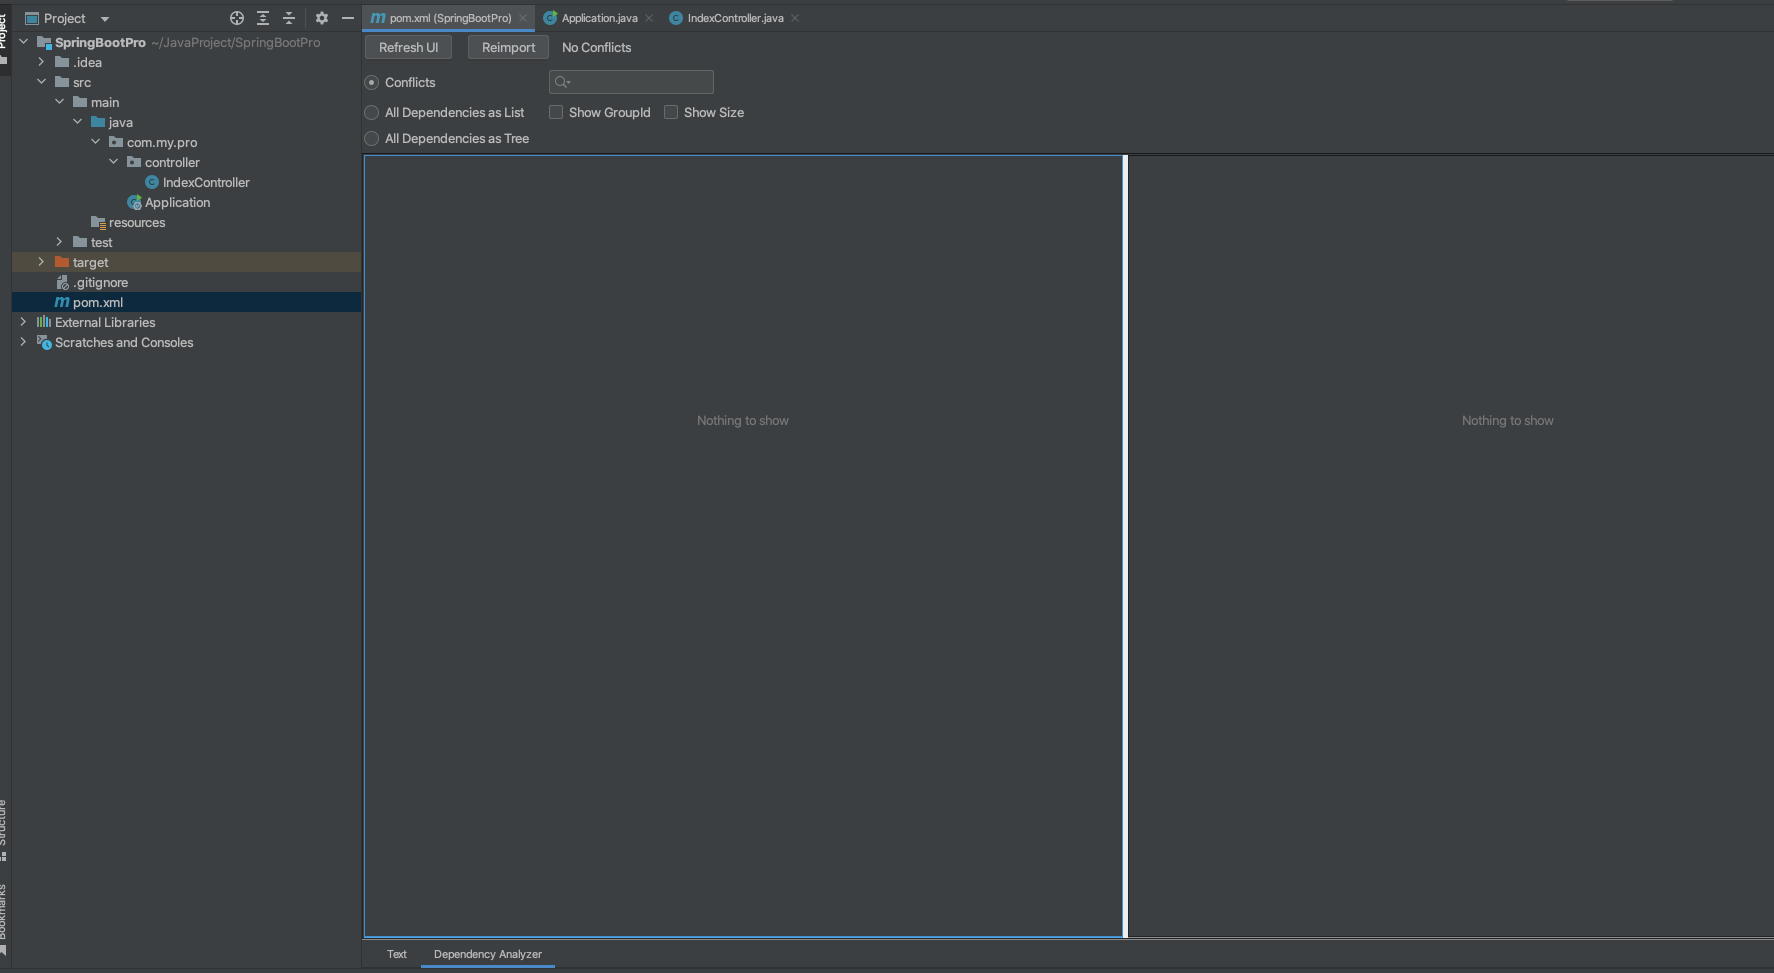 Project
Project
SpringBootPro ~/JavaProject/SpringBootPro
.idea
src
main
java
com.my.pro
controller
IndexController
Application
resources
test
target
.gitignore
pom.xml
External Libraries
Scratches and Consoles
Structure
Bookmarks
pom.xml (SpringBootPro)
Application.java
IndexController.java
Refresh UI
Reimport
No Conflicts
Conflicts
All Dependencies as List
Show GroupId
Show Size
All Dependencies as Tree
Nothing to show
Nothing to show
Text
Dependency Analyzer